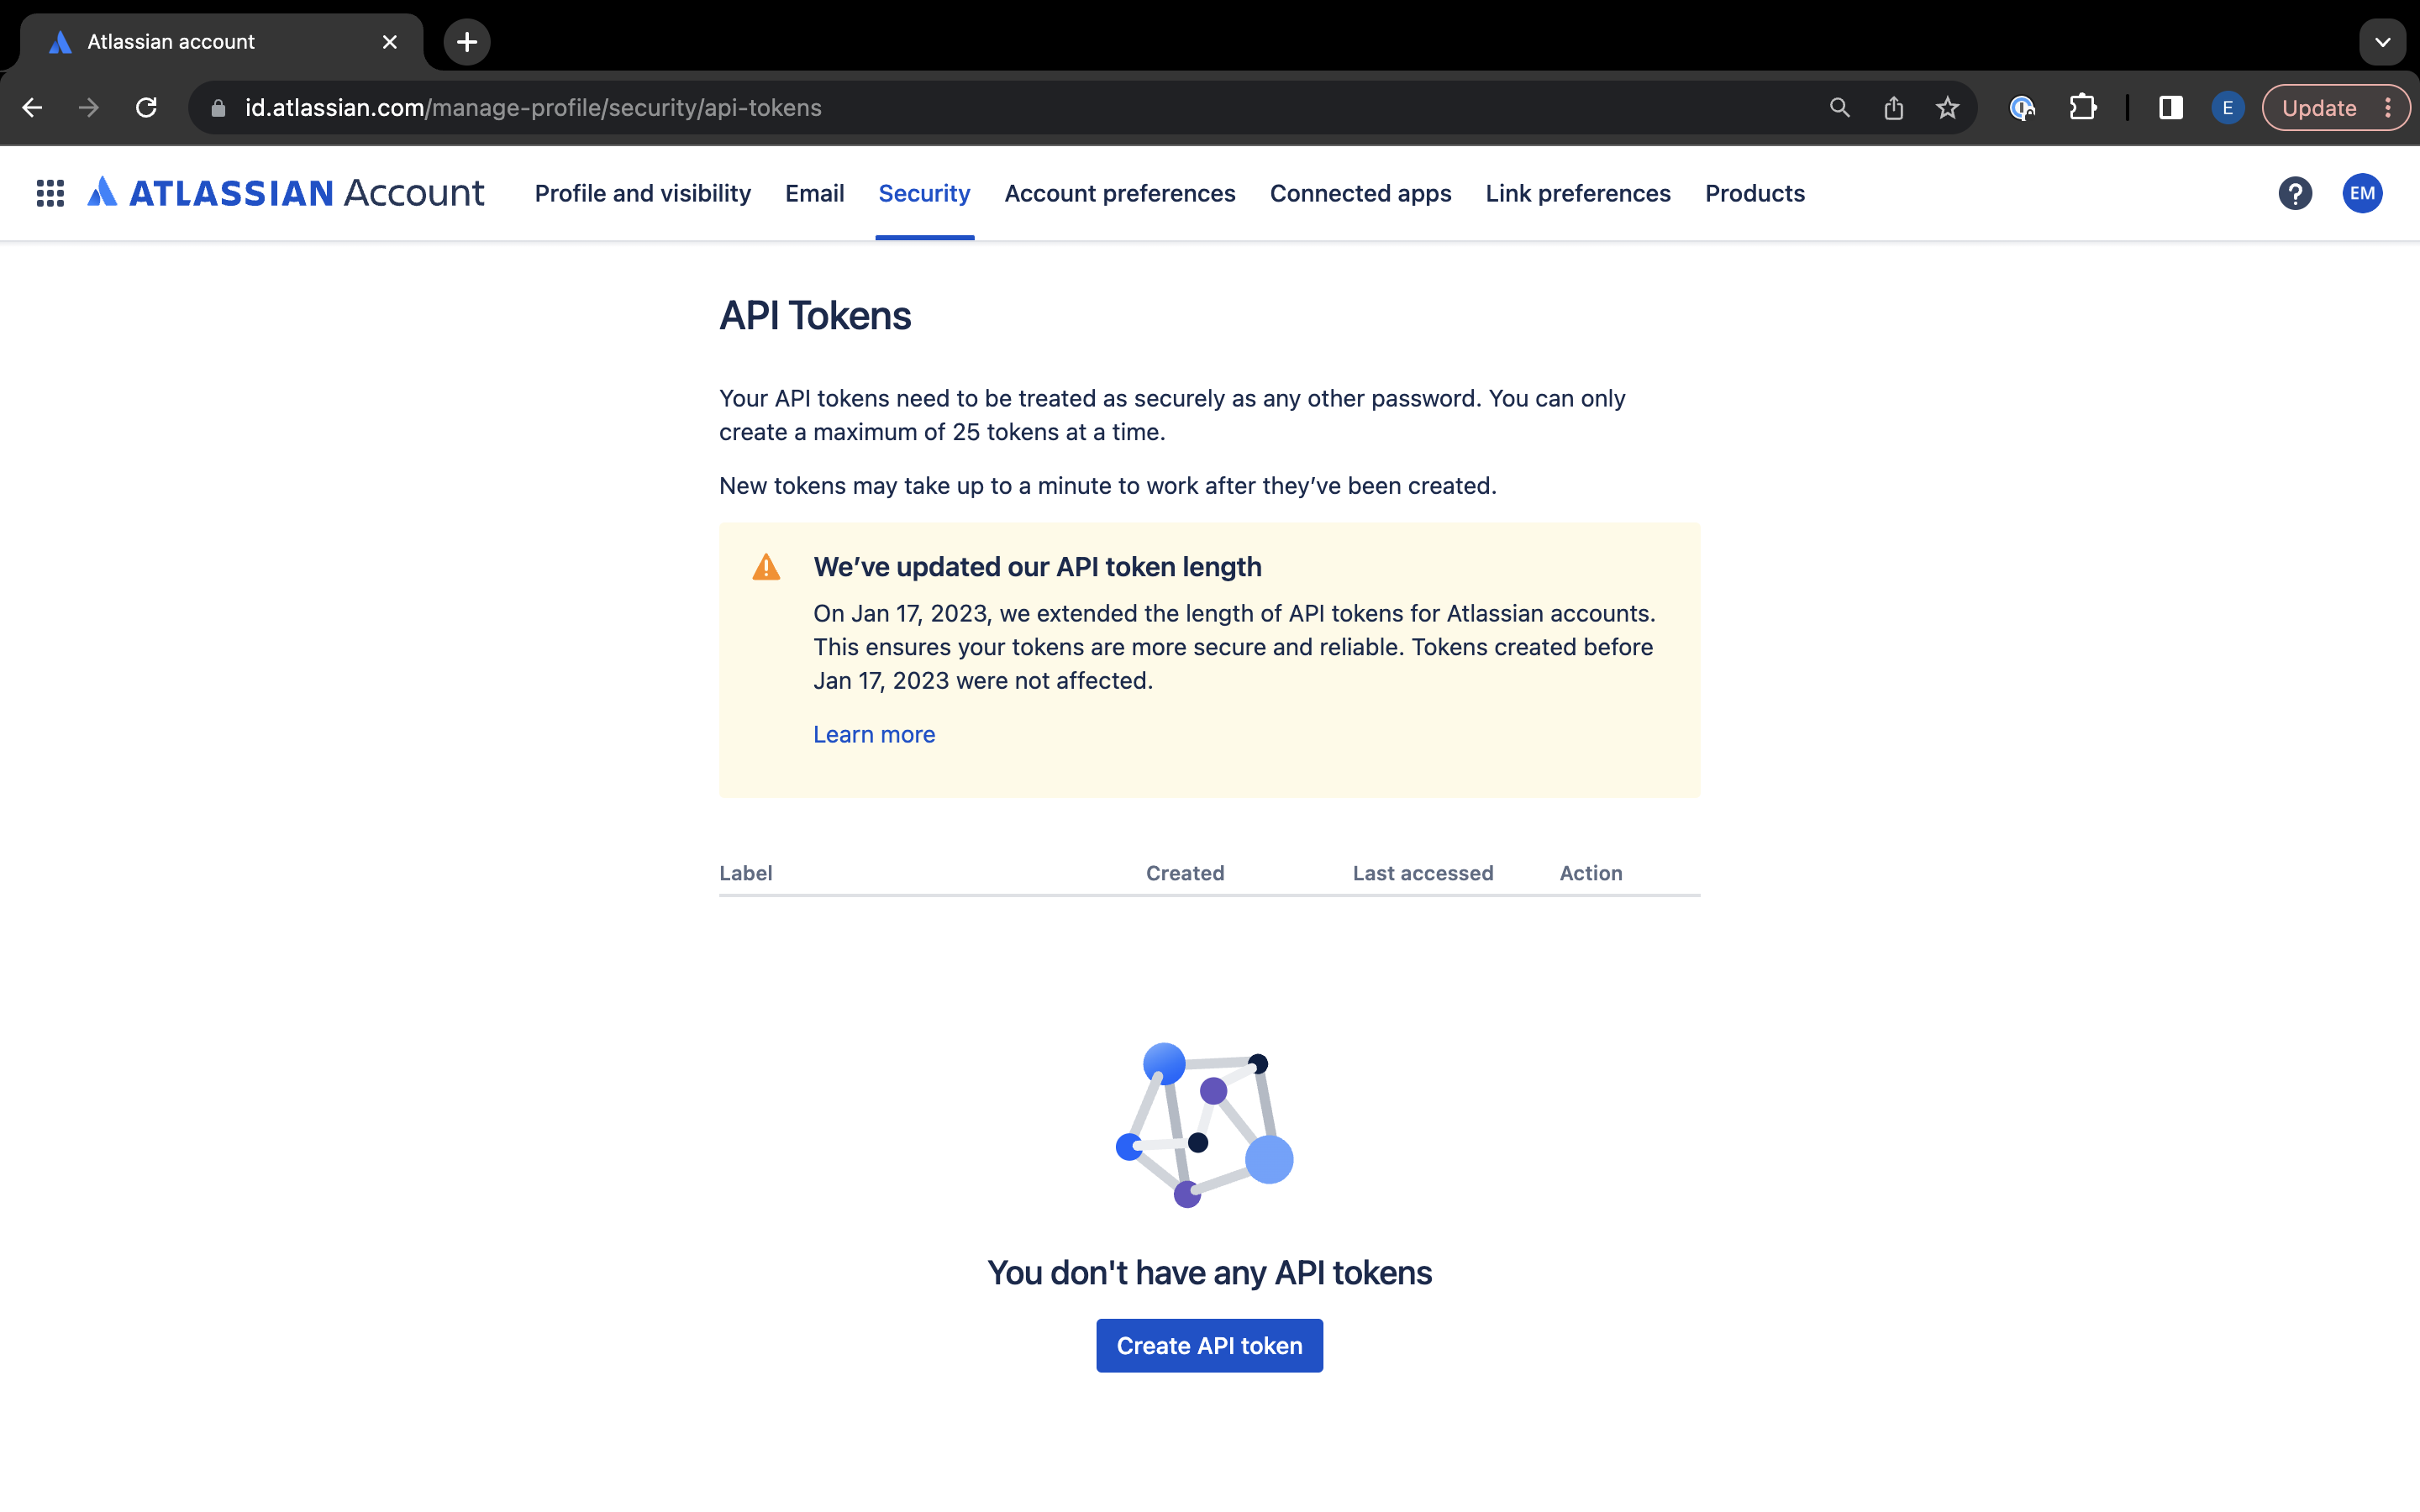 Atlassian account
id.atlassian.com/manage-profile/security/api-tokens
E
Update
ATLASSIAN Account
Profile and visibility
Email
Security
Account preferences
Connected apps
Link preferences
Products
?
EM
API Tokens
Your API tokens need to be treated as securely as any other password. You can only
create a maximum of 25 tokens at a time.
New tokens may take up to a minute to work after they’ve been created.
We’ve updated our API token length
On Jan 17, 2023, we extended the length of API tokens for Atlassian accounts.
This ensures your tokens are more secure and reliable. Tokens created before
Jan 17, 2023 were not affected.
Learn more
Label
Created
Last accessed
Action
You don't have any API tokens
Create API token